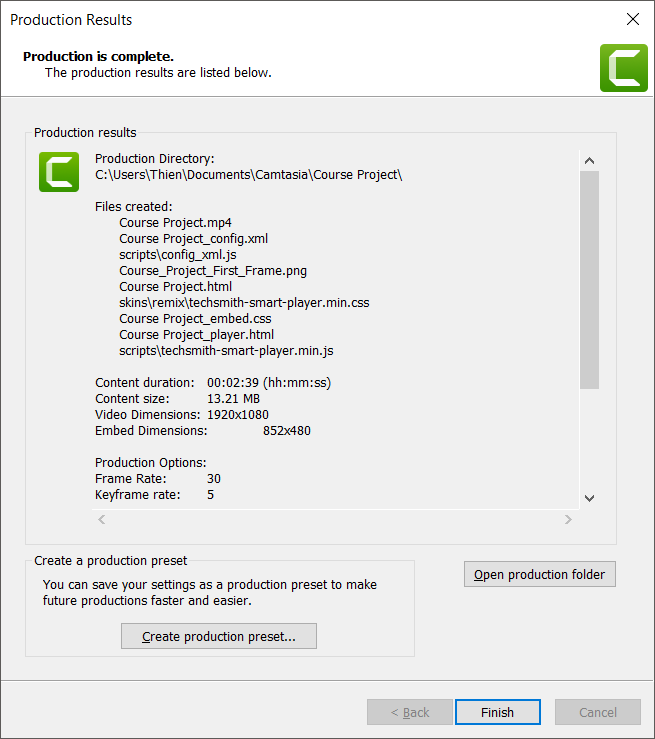 Production Results
Production is complete.
The production results are listed below.
Production results
Production Directory:
C:\Users\Thien\Documents\Camtasia\Course Project\
Files created:
Course Project.mp4
Course Project_config.xml
scripts\config_xml.js
Course_Project_First_Frame.png
Course Project.html
skins\remix\techsmith-smart-player.min.css
Course Project_embed.css
Course Project_player.html
scripts\techsmith-smart-player.min.js
Content duration: 00:02:39 (hh:mm:ss)
Content size: 13.21 MB
Video Dimensions: 1920x1080
Embed Dimensions: 852x480
Production Options:
Frame Rate: 30
Keyframe rate: 5
Create a production preset
You can save your settings as a production preset to make
future productions faster and easier.
Create production preset...
Open production folder
< Back
Finish
Cancel